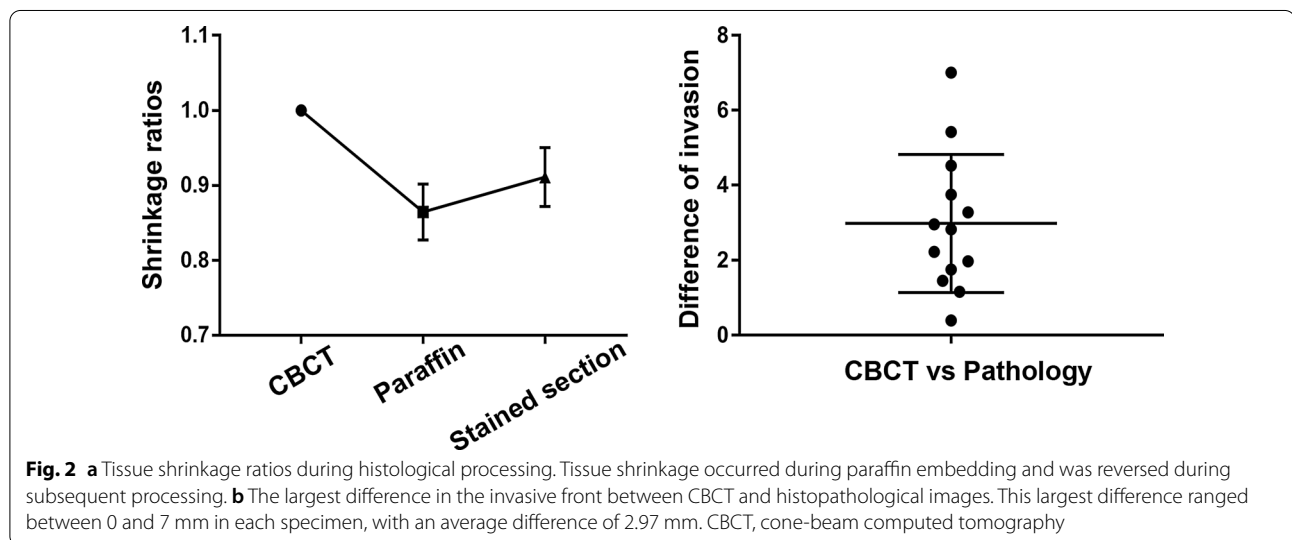 1.1
1.0
0.9
0.8
0.7
Shrinkage ratios
CBCT
Paraffin
Stained section
8
6
4
2
0
Difference of invasion
CBCT vs Pathology
Fig. 2 a Tissue shrinkage ratios during histological processing. Tissue shrinkage occurred during paraffin embedding and was reversed during
subsequent processing. b The largest difference in the invasive front between CBCT and histopathological images. This largest difference ranged
between 0 and 7 mm in each specimen, with an average difference of 2.97 mm. CBCT, cone-beam computed tomography